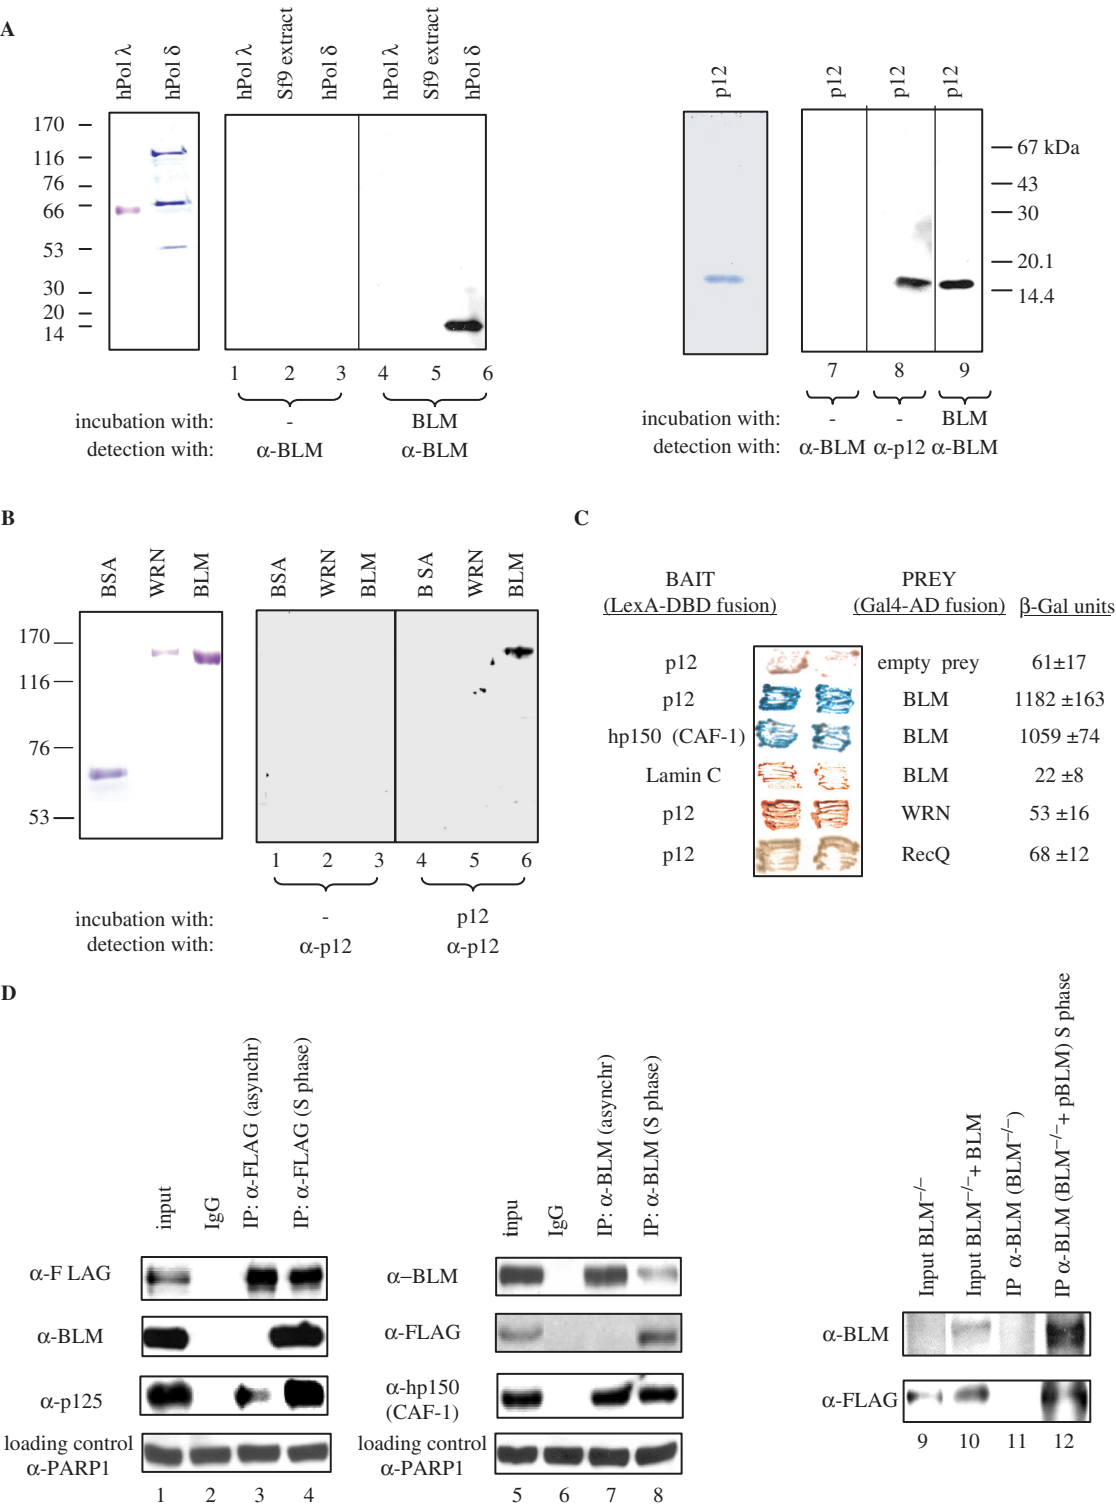 A
hPol λ
hPol δ
hPol λ
Sf9 extract
hPol δ
hPol λ
Sf9 extract
hPol δ
170
116
76
66
53
30
20
14
1 2 3 4 5 6
incubation with: - BLM
detection with: α-BLM α-BLM
p12
p12
p12
p12
67 kDa
43
30
20.1
14.4
7 8 9
incubation with: - - BLM
detection with: α-BLM α-p12 α-BLM
B
BSA
WRN
BLM
BSA
WRN
BLM
B SA
WRN
BLM
170
116
76
53
1 2 3 4 5 6
incubation with: - p12
detection with: α-p12 α-p12
C
BAIT PREY
(LexA-DBD fusion) (Gal4-AD fusion) β-Gal units
p12 empty prey 61±17
p12 BLM 1182 ±163
hp150 (CAF-1) BLM 1059 ±74
Lamin C BLM 22 ±8
p12 WRN 53 ±16
p12 RecQ 68 ±12
D
input
IgG
IP: α-FLAG (asynchr)
IP: α-FLAG (S phase)
α-F LAG
α-BLM
α-p125
loading control
α-PARP1
1 2 3 4
inpu
IgG
IP: α-BLM (asynchr)
IP: α-BLM (S phase)
α–BLM
α-FLAG
α-hp150
(CAF-1)
loading control
α-PARP1
5 6 7 8
Input BLM−/−
Input BLM−/−+ BLM
IP α-BLM (BLM−/−)
IP α-BLM (BLM−/−+ pBLM) S phase
α-BLM
α-FLAG
9 10 11 12